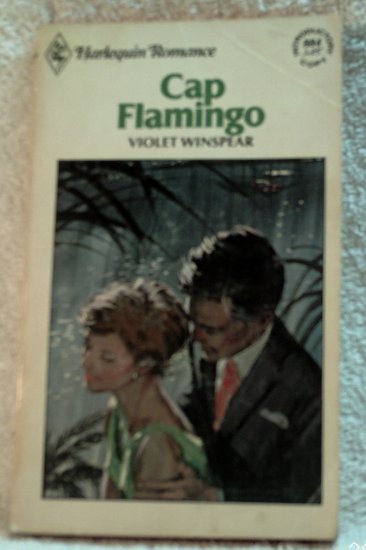 Harlequin Romance
Cap
Flamingo
VIOLET WINSPEAR